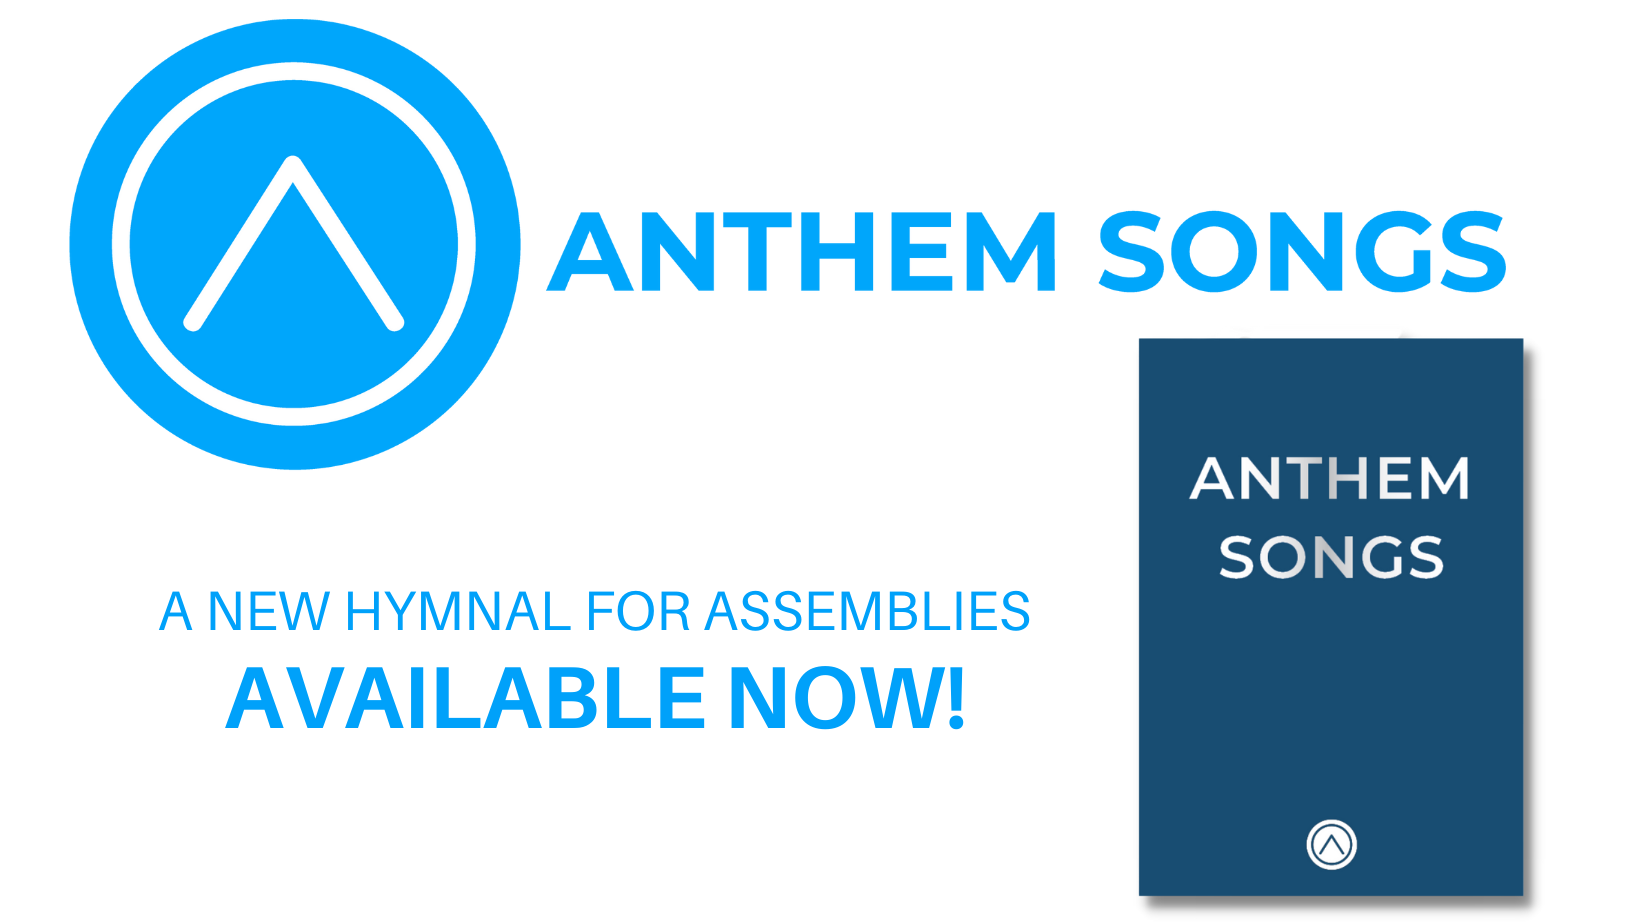 ANTHEM SONGS
A NEW HYMNAL FOR ASSEMBLIES
AVAILABLE NOW!
ANTHEM
SONGS